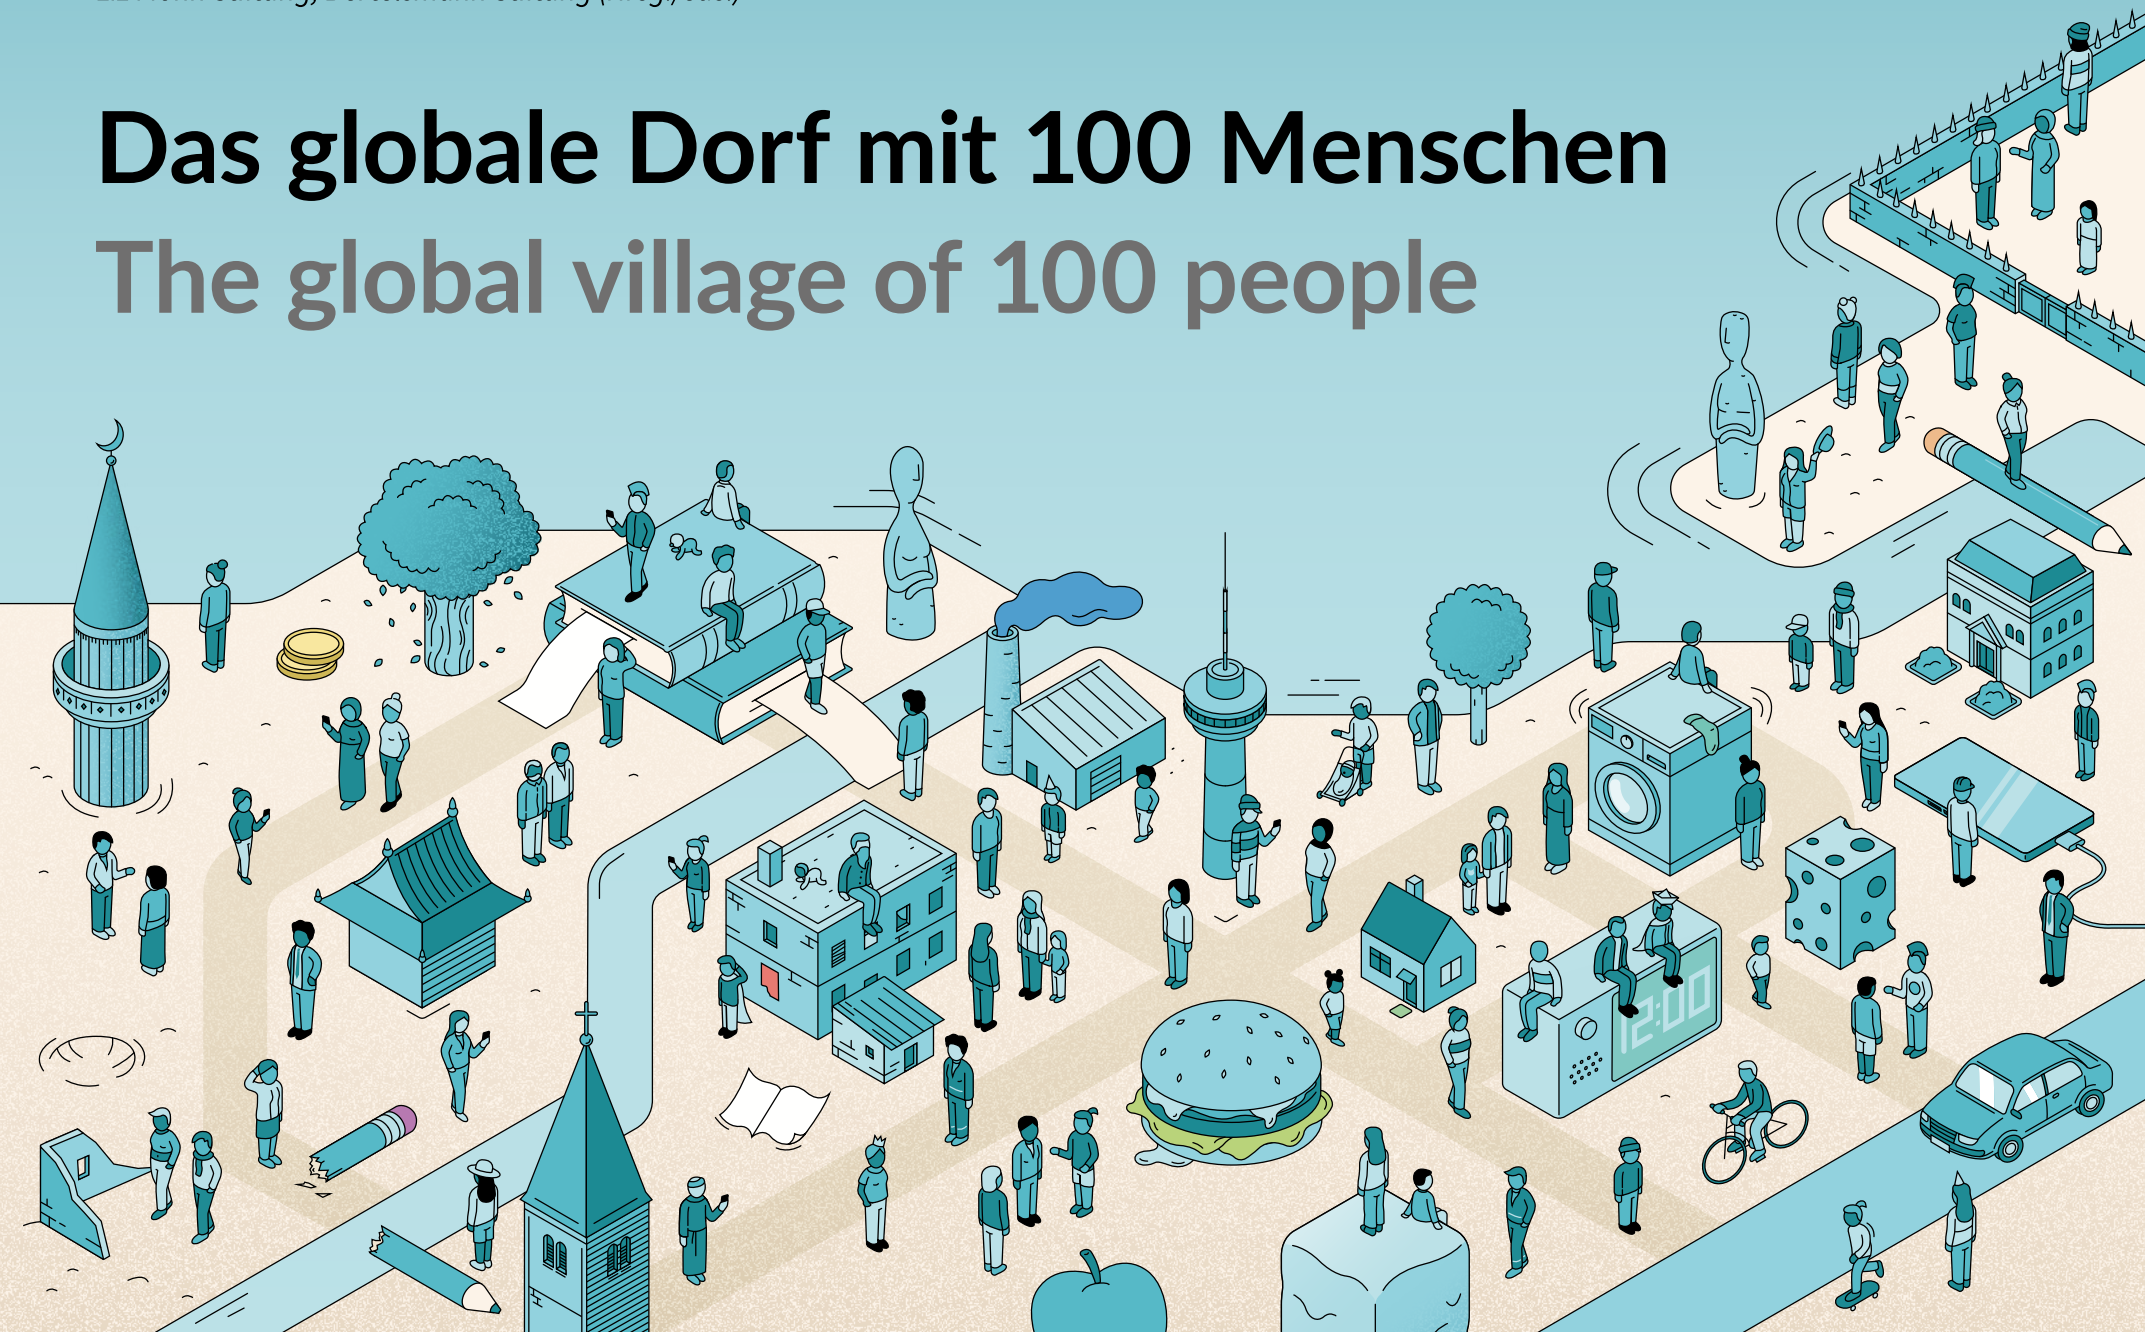 Das globale Dorf mit 100 Menschen
The global village of 100 people
12:00